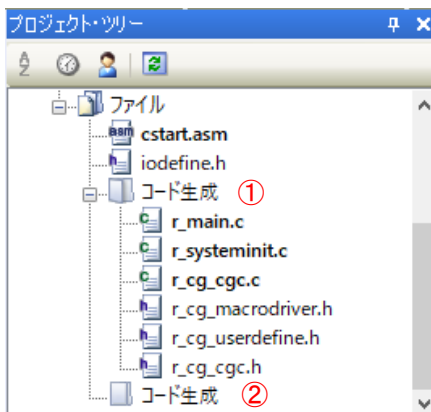 プロジェクト・ツリー
ファイル
cstart.asm
iodefine.h
コード生成 ①
r_main.c
r_systeminit.c
r_cg_cgc.c
r_cg_macrodriver.h
r_cg_userdefine.h
r_cg_cgc.h
コード生成 ②